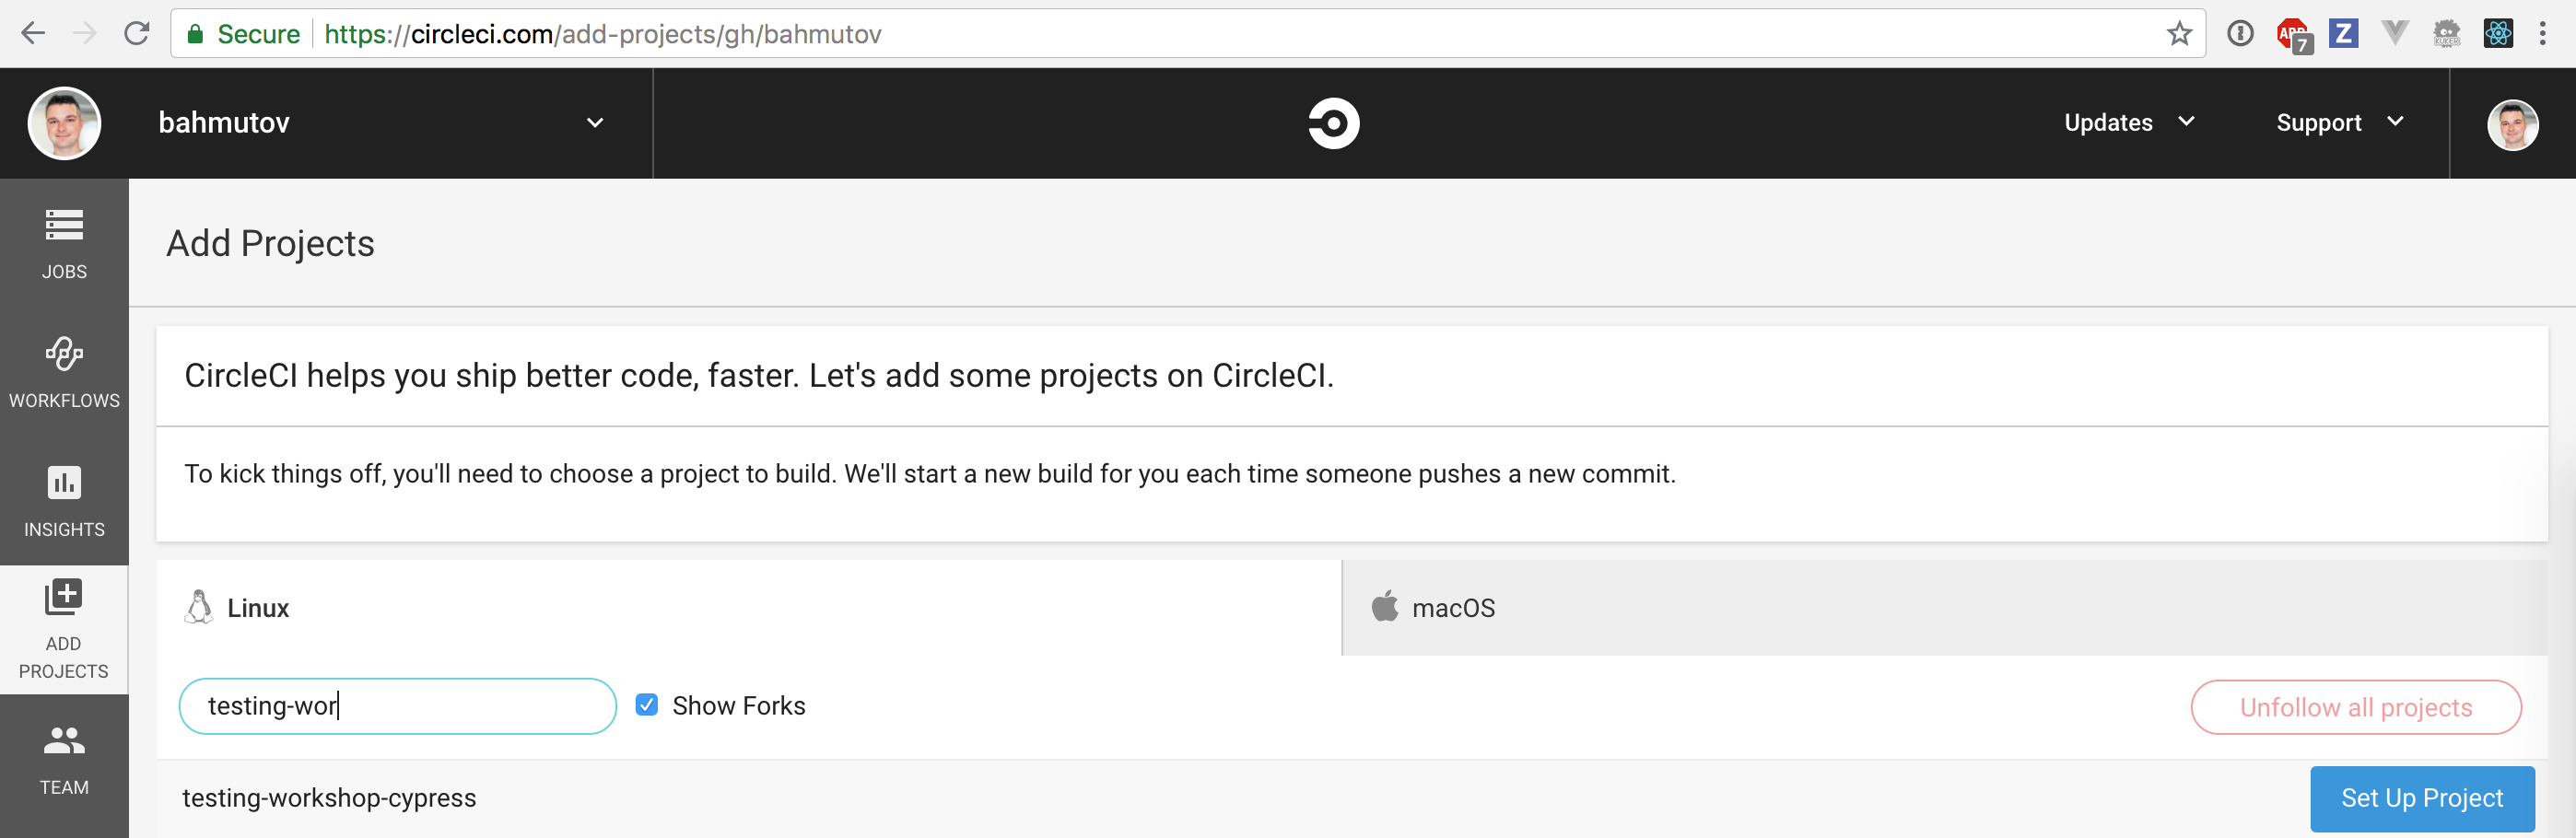 Secure https://circleci.com/add-projects/gh/bahmutov
ABP 7 Z
bahmutov Updates Support
JOBS
WORKFLOWS
INSIGHTS
ADD
PROJECTS
TEAM
Add Projects
CircleCI helps you ship better code, faster. Let's add some projects on CircleCI.
To kick things off, you'll need to choose a project to build. We'll start a new build for you each time someone pushes a new commit.
Linux macOS
testing-wor Show Forks Unfollow all projects
testing-workshop-cypress Set Up Project